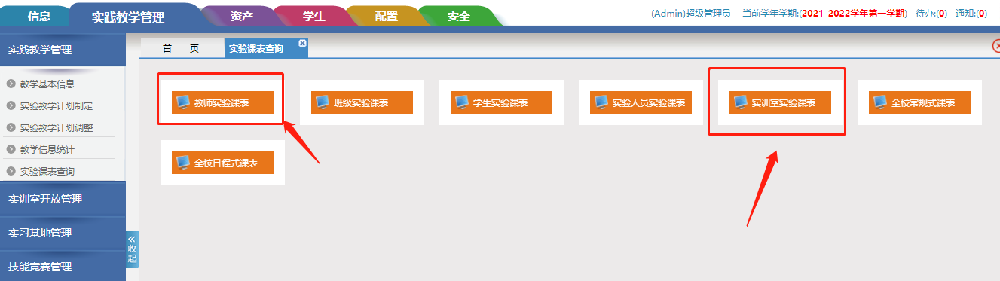 信息 实践教学管理 资产 学生 配置 安全 (Admin)超级管理员 当前学年学期:(2021-2022学年第一学期) 待办:(0) 通知:(0)
实践教学管理
首 页 实验课表查询
教学基本信息
实验教学计划制定
实验教学计划调整
教学信息统计
实验课表查询
实训室开放管理
实习基地管理
技能竞赛管理
收起
教师实验课表 班级实验课表 学生实验课表 实验人员实验课表 实训室实验课表 全校常规式课表
全校日程式课表